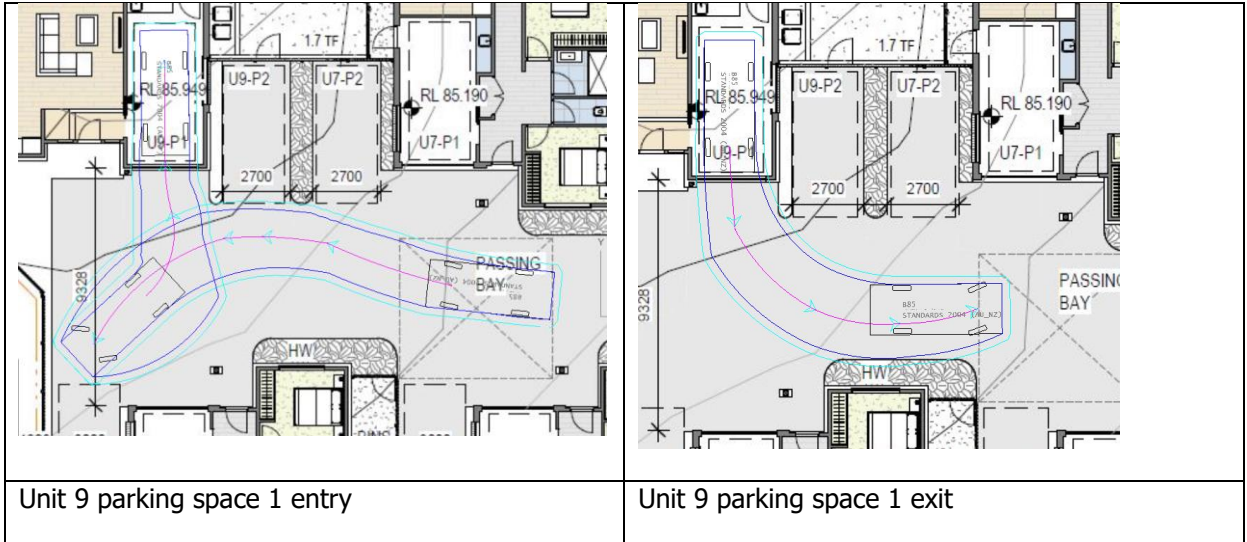 1.7 TF
U9-P2
U7-P2
RL 85.949
RL 85.190
U9-P1
U7-P1
2700
2700
9328
PASSING
BAY
B85
HW
1.7 TF
U9-P2
U7-P2
RL 85.949
RL 85.190
U9-P1
U7-P1
2700
2700
9328
B85
STANDARDS 2004 (AU_NZ)
PASSING
BAY
HW
Unit 9 parking space 1 entry
Unit 9 parking space 1 exit